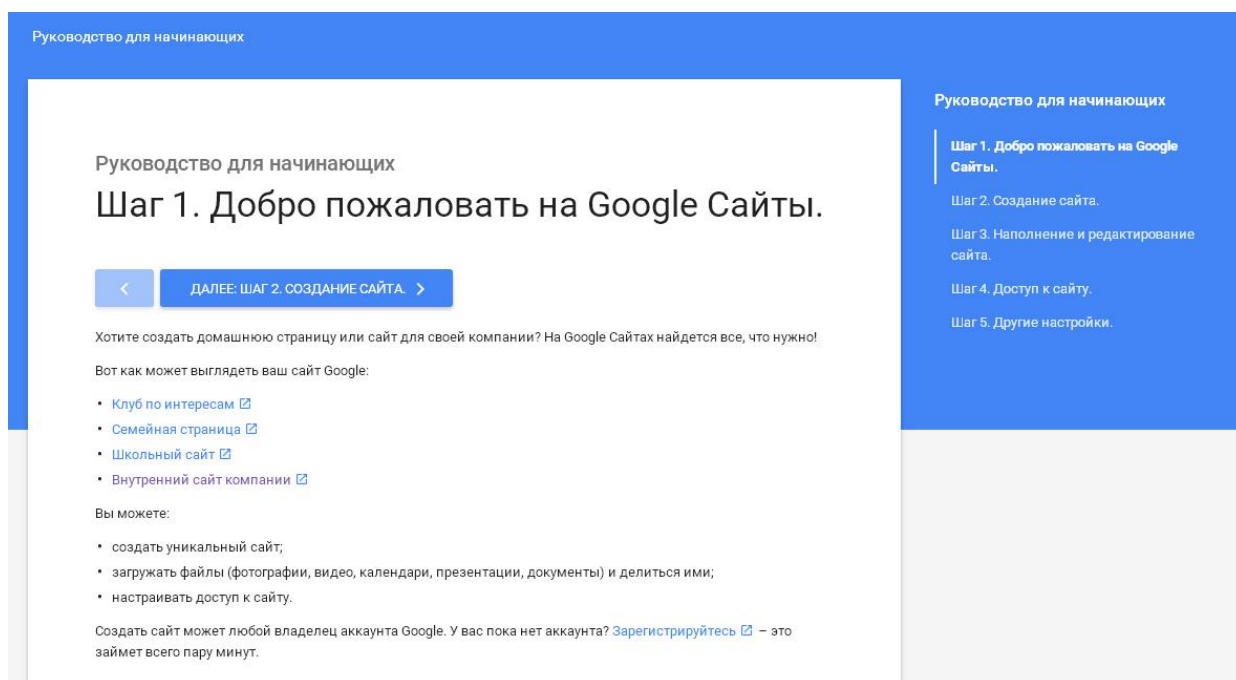 Руководство для начинающих
Руководство для начинающих
Шаг 1. Добро пожаловать на Google Сайты.
ДАЛЕЕ: ШАГ 2. СОЗДАНИЕ САЙТА.
Хотите создать домашнюю страницу или сайт для своей компании? На Google Сайтах найдется все, что нужно!
Вот как может выглядеть ваш сайт Google:
• Клуб по интересам
• Семейная страница
• Школьный сайт
• Внутренний сайт компании
Вы можете:
• создать уникальный сайт;
• загружать файлы (фотографии, видео, календари, презентации, документы) и делиться ими;
• настраивать доступ к сайту.
Создать сайт может любой владелец аккаунта Google. У вас пока нет аккаунта? Зарегистрируйтесь – это
займет всего пару минут.
Руководство для начинающих
Шаг 1. Добро пожаловать на Google
Сайты.
Шаг 2. Создание сайта.
Шаг 3. Наполнение и редактирование
сайта.
Шаг 4. Доступ к сайту.
Шаг 5. Другие настройки.